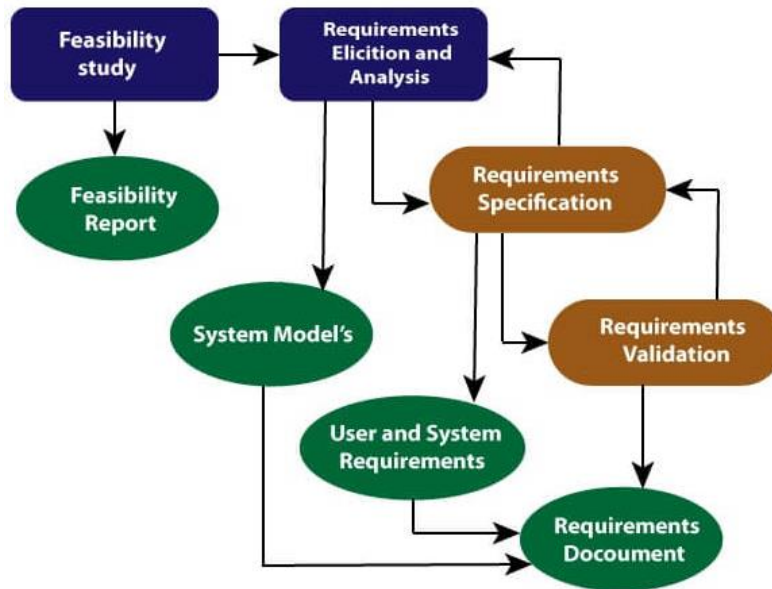 Feasibility
study
Requirements
Elicition and
Analysis
Feasibility
Report
Requirements
Specification
System Model's
Requirements
Validation
User and System
Requirements
Requirements
Docoument